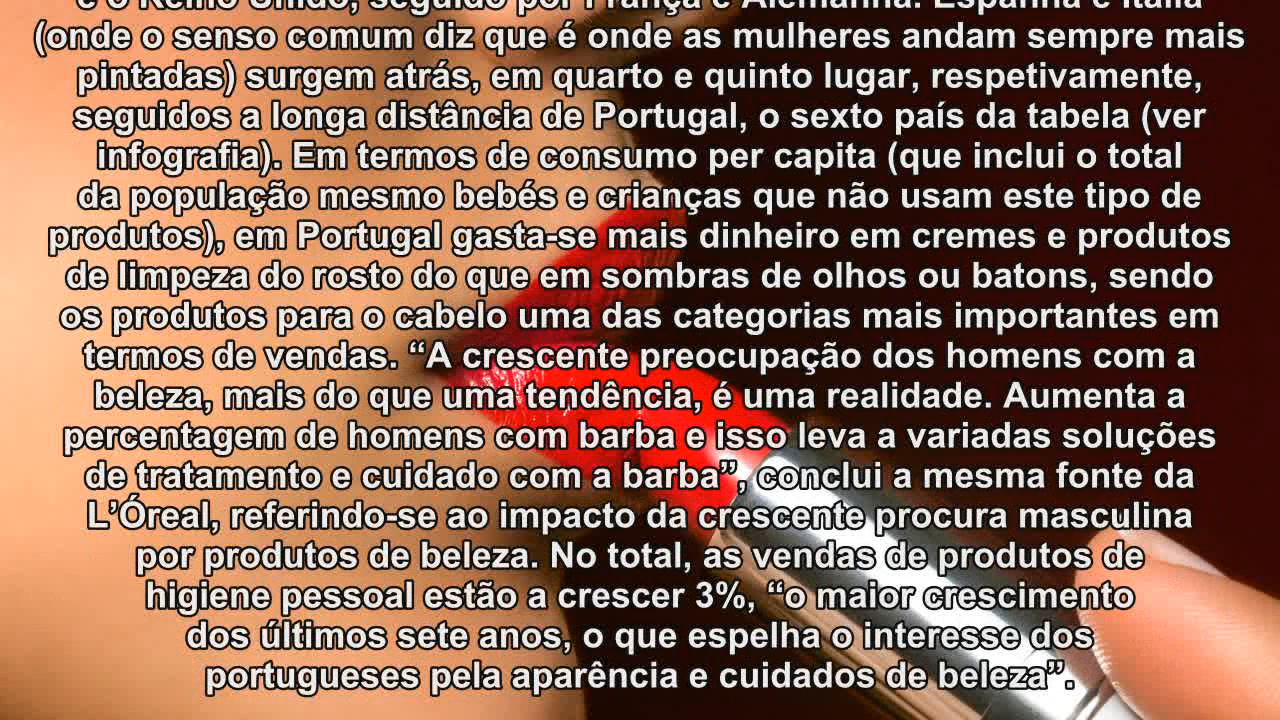 e o Reino Unido, seguido por França e Alemanha. Espanha e Itália
(onde o senso comum diz que é onde as mulheres andam sempre mais
pintadas) surgem atrás, em quarto e quinto lugar, respetivamente,
seguidos a longa distância de Portugal, o sexto país da tabela (ver
infografia). Em termos de consumo per capita (que inclui o total
da população mesmo bebés e crianças que não usam este tipo de
produtos), em Portugal gasta-se mais dinheiro em cremes e produtos
de limpeza do rosto do que em sombras de olhos ou batons, sendo
os produtos para o cabelo uma das categorias mais importantes em
termos de vendas. “A crescente preocupação dos homens com a
beleza, mais do que uma tendência, é uma realidade. Aumenta a
percentagem de homens com barba e isso leva a variadas soluções
de tratamento e cuidado com a barba”, conclui a mesma fonte da
L’Óreal, referindo-se ao impacto da crescente procura masculina
por produtos de beleza. No total, as vendas de produtos de
higiene pessoal estão a crescer 3%, “o maior crescimento
dos últimos sete anos, o que espelha o interesse dos
portugueses pela aparência e cuidados de beleza”.